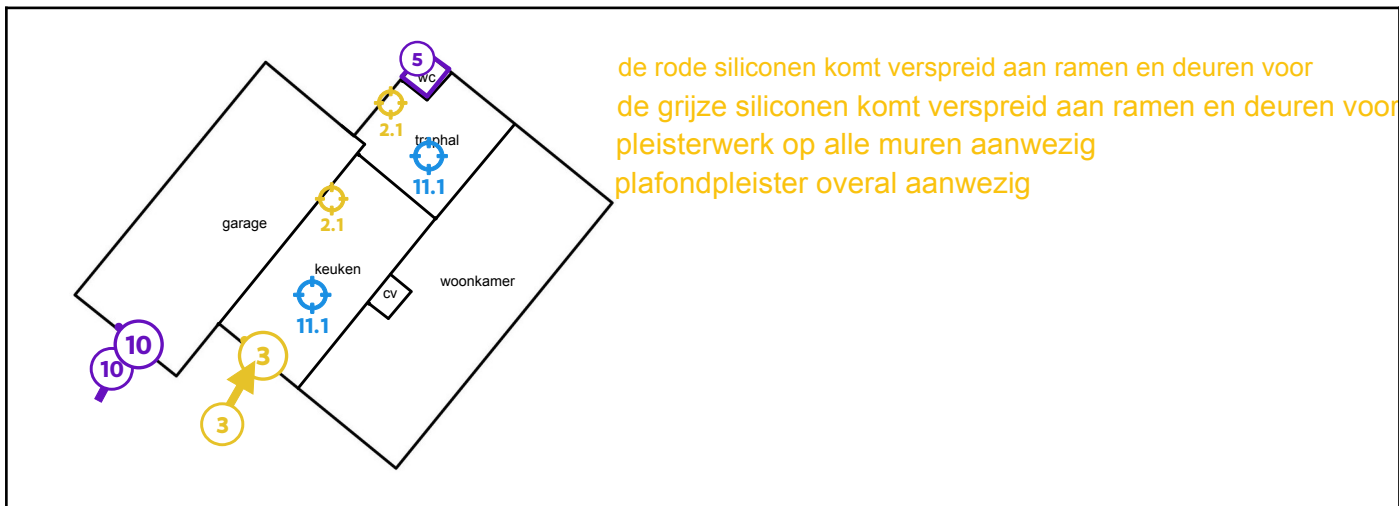 5
wc
2.1
traphal
11.1
2.1
garage
keuken
11.1
cv
woonkamer
10
10
3
3
de rode siliconen komt verspreid aan ramen en deuren voor
de grijze siliconen komt verspreid aan ramen en deuren voor
pleisterwerk op alle muren aanwezig
plafondpleister overal aanwezig